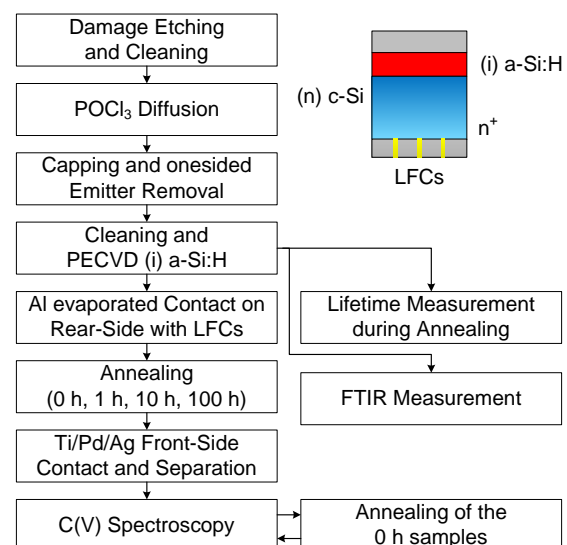 Damage Etching
and Cleaning
POCl₃ Diffusion
Capping and onesided
Emitter Removal
Cleaning and
PECVD (i) a-Si:H
Al evaporated Contact on
Rear-Side with LFCs
Annealing
(0 h, 1 h, 10 h, 100 h)
Ti/Pd/Ag Front-Side
Contact and Separation
C(V) Spectroscopy
(i) a-Si:H
(n) c-Si
n⁺
LFCs
Lifetime Measurement
during Annealing
FTIR Measurement
Annealing of the
0 h samples